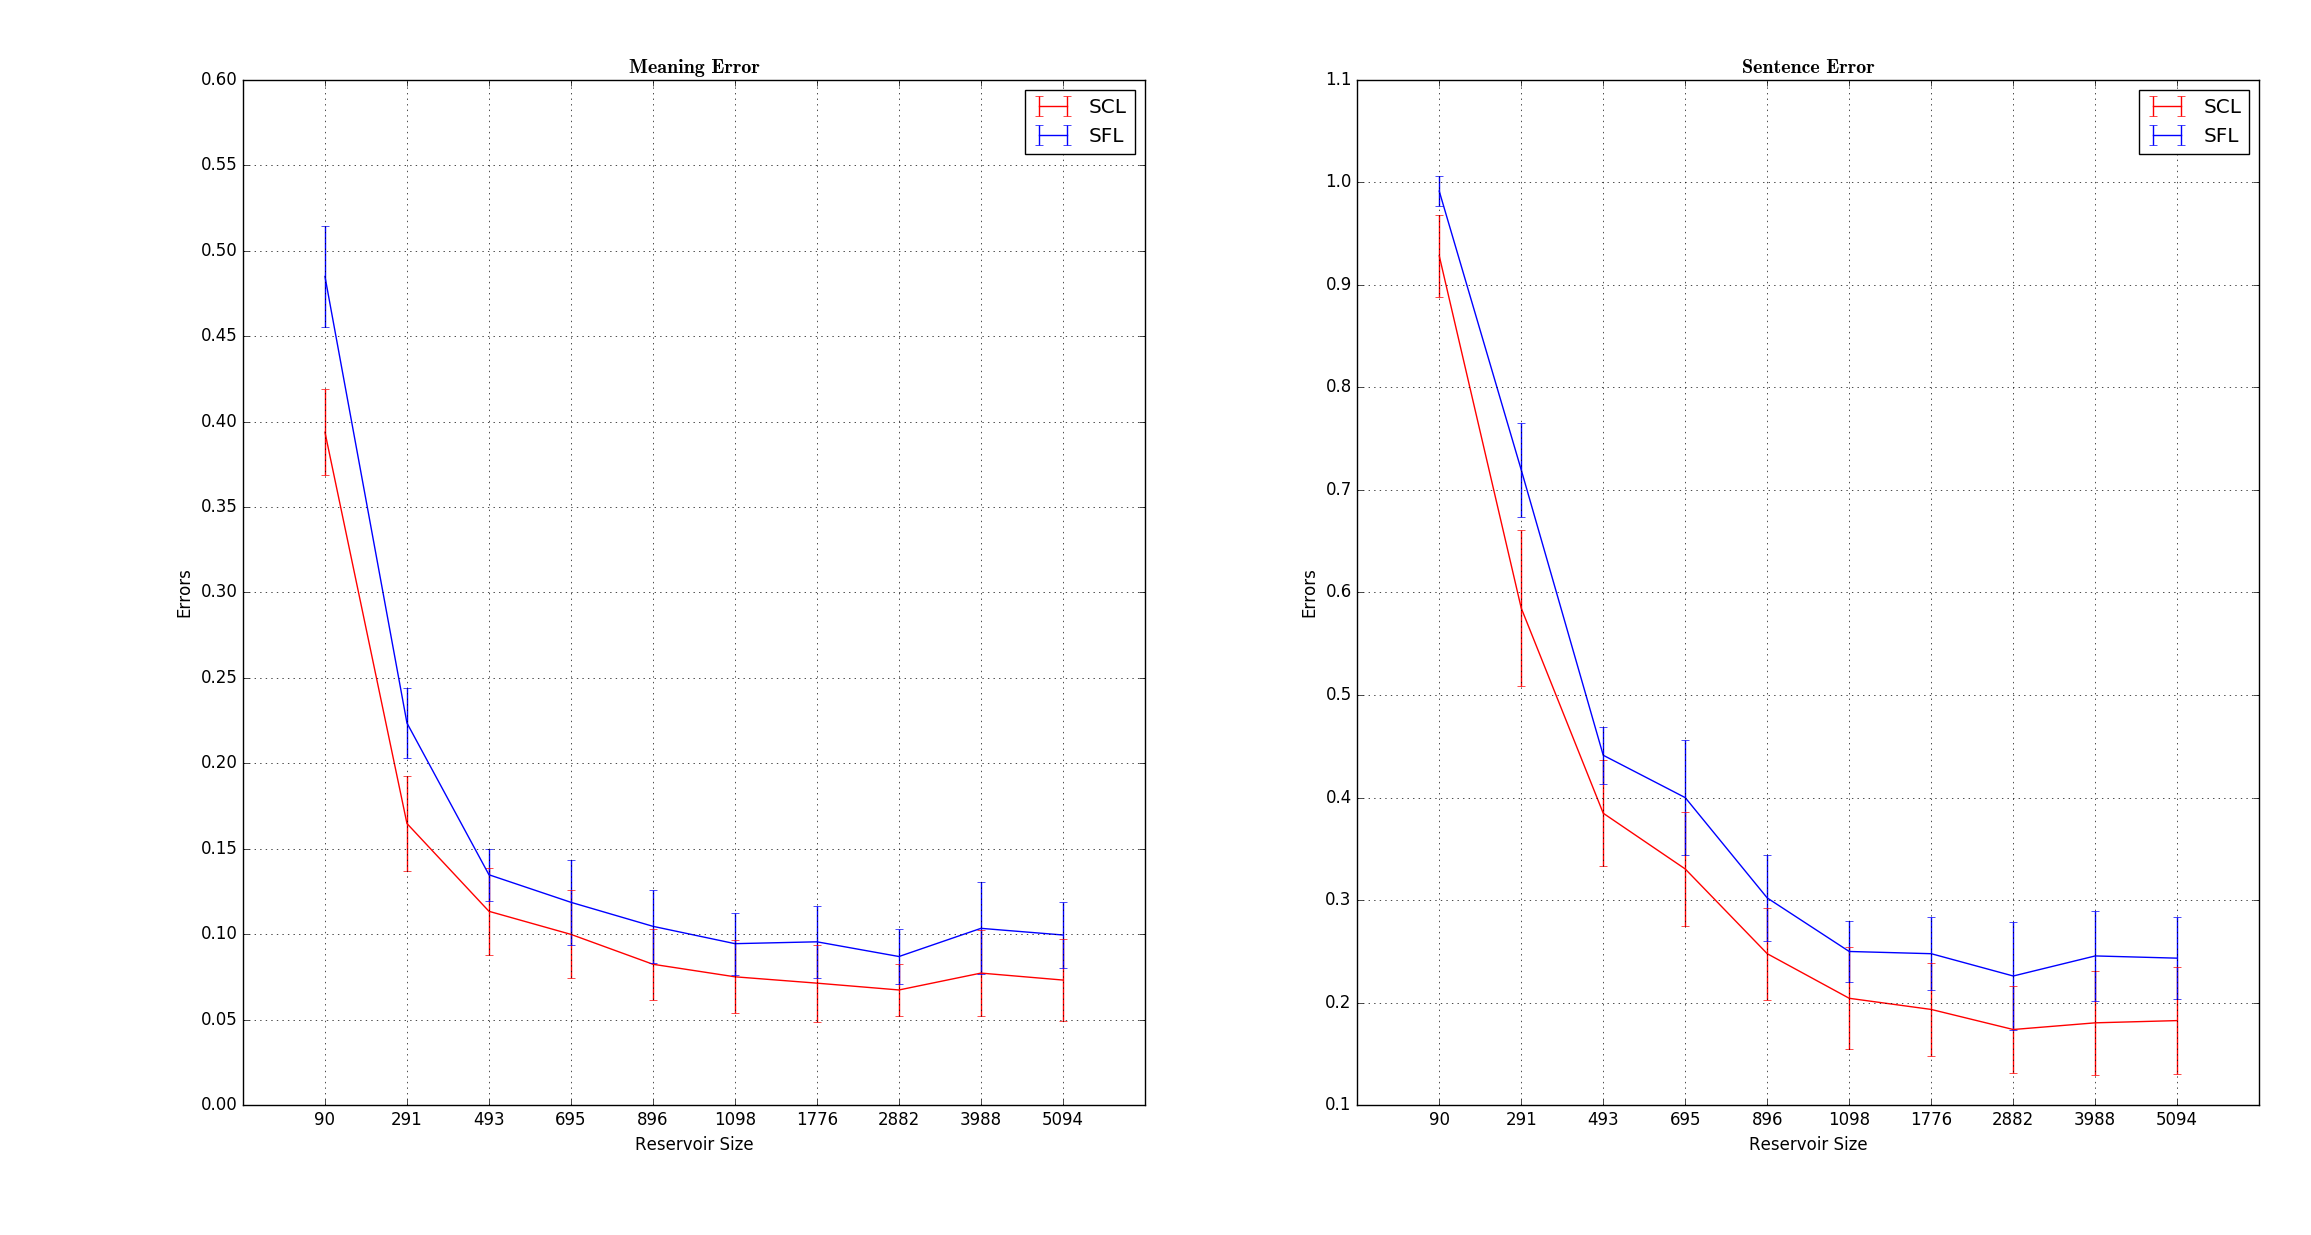 Meaning Error
0.60
0.55
0.50
0.45
0.40
0.35
0.30
0.25
0.20
0.15
0.10
0.05
0.00
Errors
SCL
SFL
90 291 493 695 896 1098 1776 2882 3988 5094
Reservoir Size
Sentence Error
1.1
1.0
0.9
0.8
0.7
0.6
0.5
0.4
0.3
0.2
0.1
Errors
SCL
SFL
90 291 493 695 896 1098 1776 2882 3988 5094
Reservoir Size